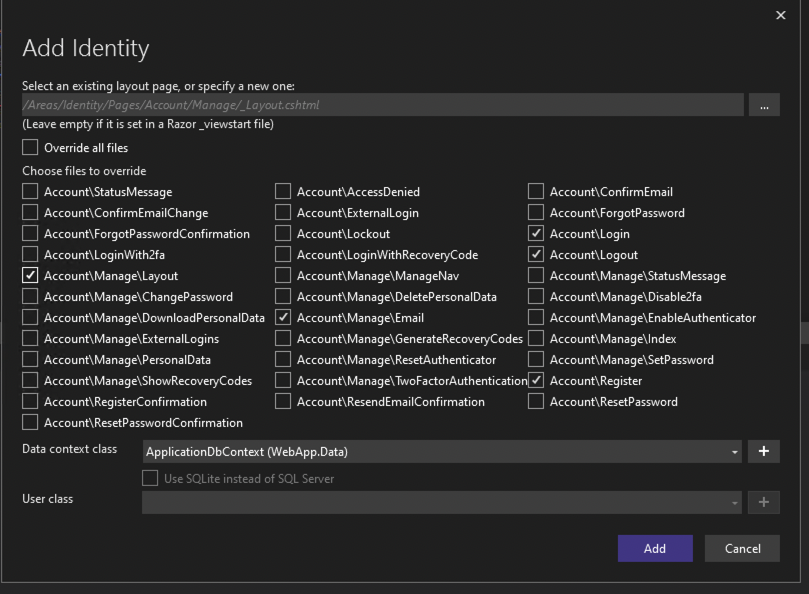 Add Identity
Select an existing layout page, or specify a new one:
/Areas/Identity/Pages/Account/Manage/_Layout.cshtml
...
(Leave empty if it is set in a Razor _viewstart file)
Override all files
Choose files to override
Account\StatusMessage Account\AccessDenied Account\ConfirmEmail
Account\ConfirmEmailChange Account\ExternalLogin Account\ForgotPassword
Account\ForgotPasswordConfirmation Account\Lockout Account\Login
Account\LoginWith2fa Account\LoginWithRecoveryCode Account\Logout
Account\Manage\Layout Account\Manage\ManageNav Account\Manage\StatusMessage
Account\Manage\ChangePassword Account\Manage\DeletePersonalData Account\Manage\Disable2fa
Account\Manage\DownloadPersonalData Account\Manage\Email Account\Manage\EnableAuthenticator
Account\Manage\ExternalLogins Account\Manage\GenerateRecoveryCodes Account\Manage\Index
Account\Manage\PersonalData Account\Manage\ResetAuthenticator Account\Manage\SetPassword
Account\Manage\ShowRecoveryCodes Account\Manage\TwoFactorAuthentication Account\Register
Account\RegisterConfirmation Account\ResendEmailConfirmation Account\ResetPassword
Account\ResetPasswordConfirmation
Data context class ApplicationDbContext (WebApp.Data) +
Use SQLite instead of SQL Server
User class +
Add Cancel